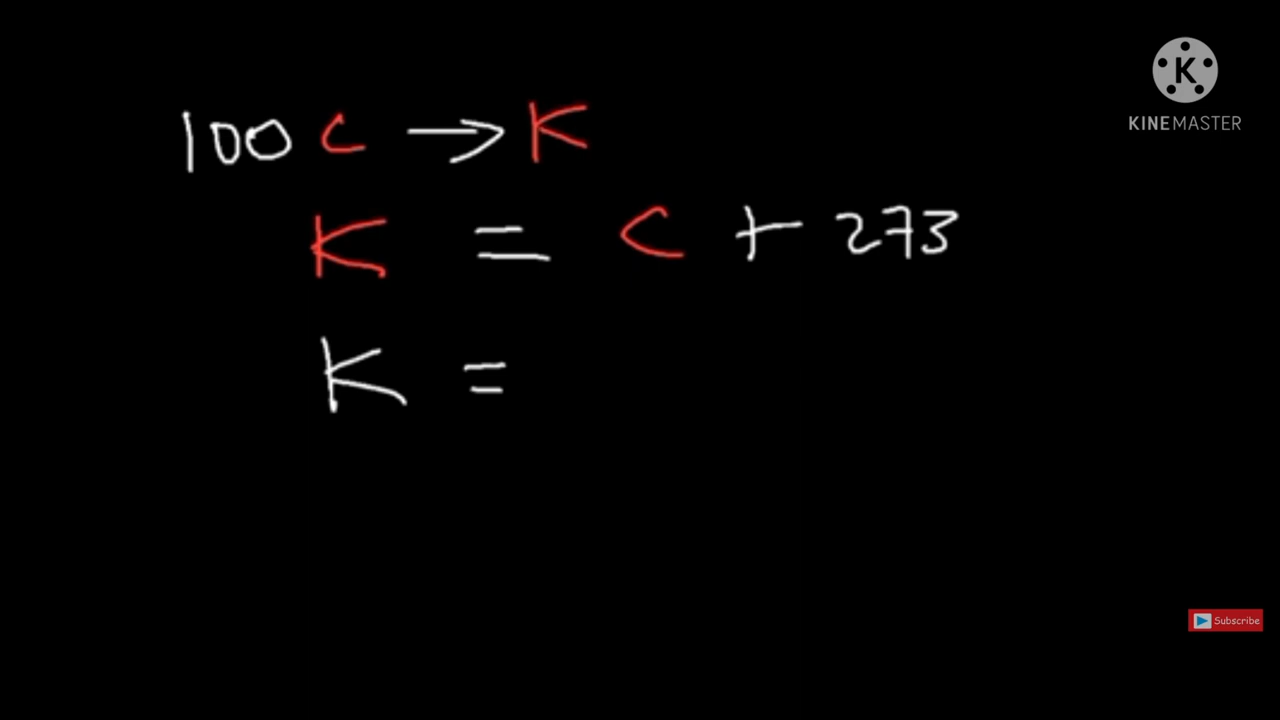 100 C → K
K = C + 273
K =
K
KINEMASTER
Subscribe